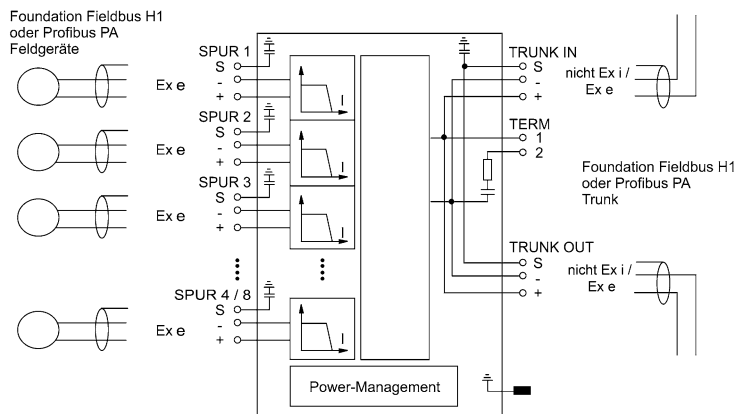 Foundation Fieldbus H1
oder Profibus PA
Feldgeräte
SPUR 1
S
-
+
Ex e
SPUR 2
S
-
+
Ex e
SPUR 3
S
-
+
Ex e
SPUR 4 / 8
S
-
+
Ex e
I
I
I
I
Power-Management
TRUNK IN
S
-
+
nicht Ex i /
Ex e
TERM
1
2
Foundation Fieldbus H1
oder Profibus PA
Trunk
TRUNK OUT
S
-
+
nicht Ex i /
Ex e